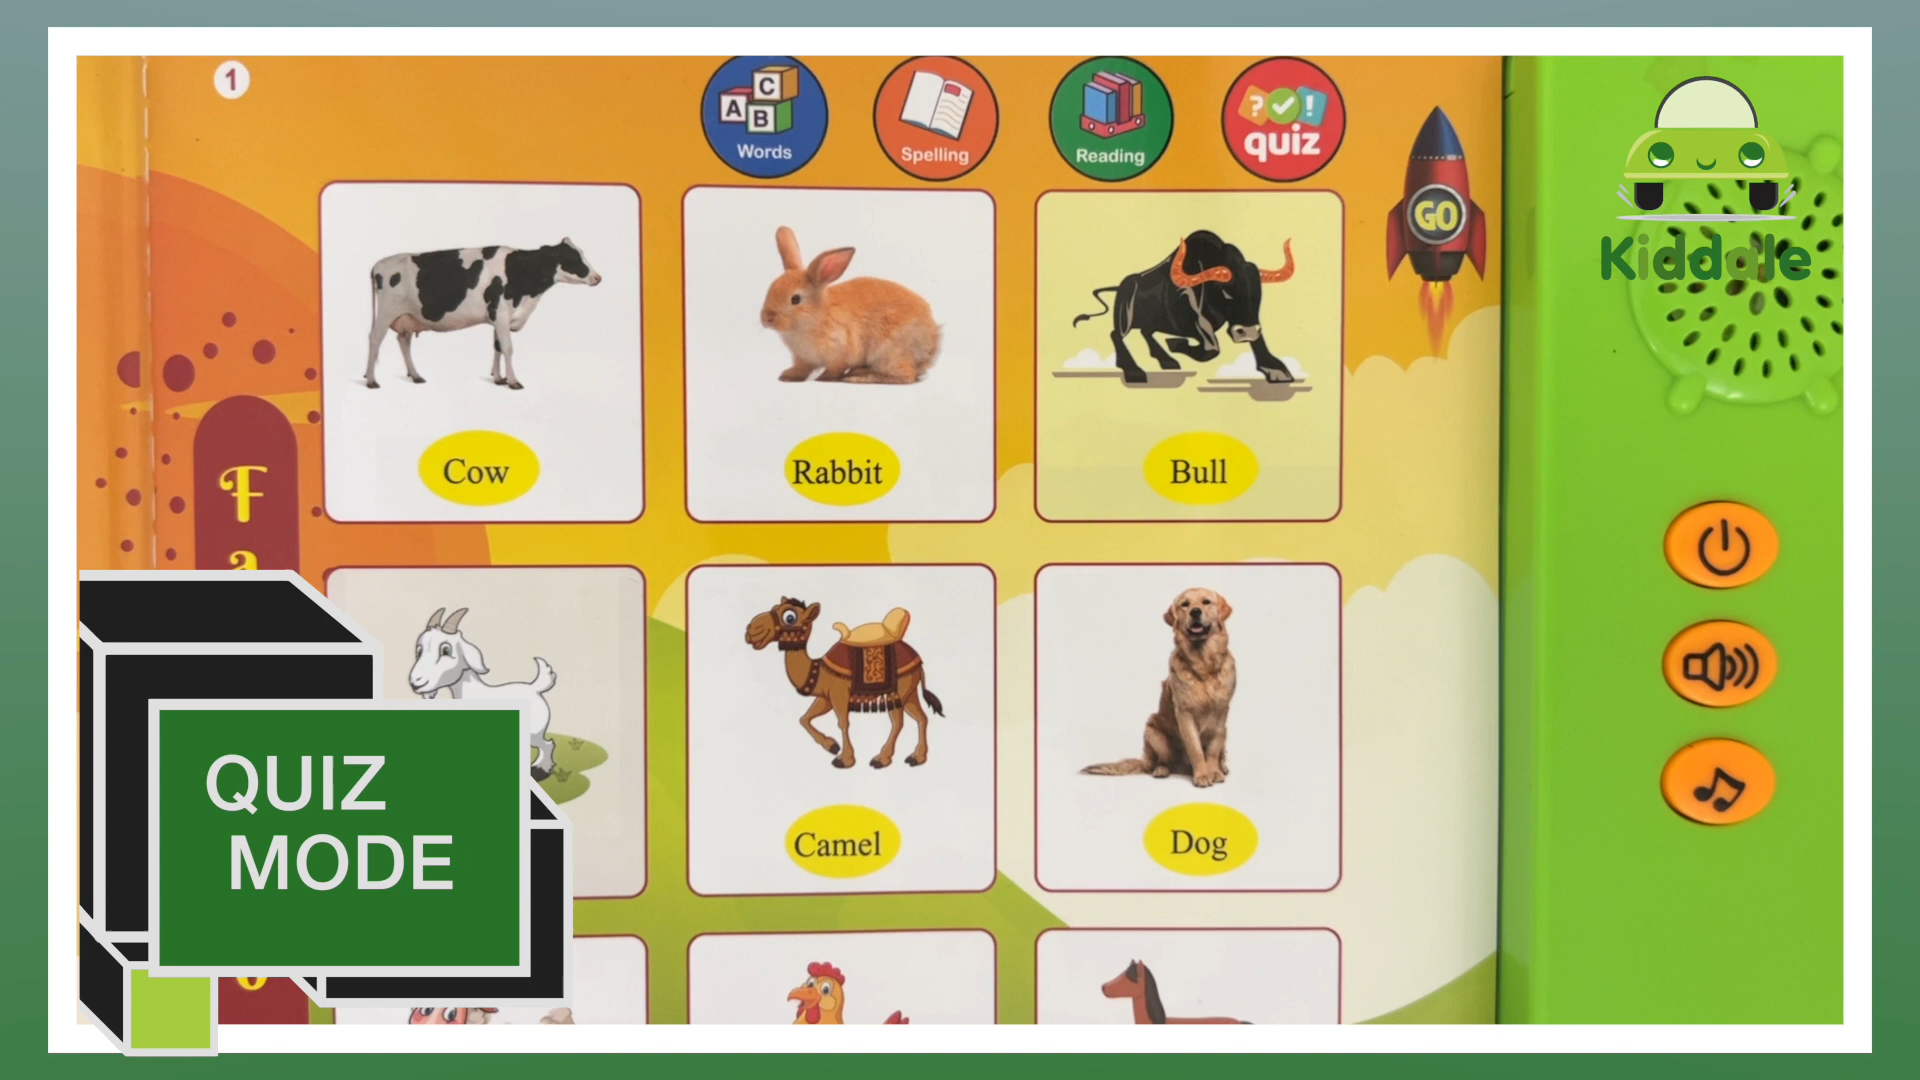 1
A
B
C
Words
Spelling
Reading
? !
quiz
GO
Kiddale
Cow
Rabbit
Bull
F
a
Camel
Dog
QUIZ
MODE